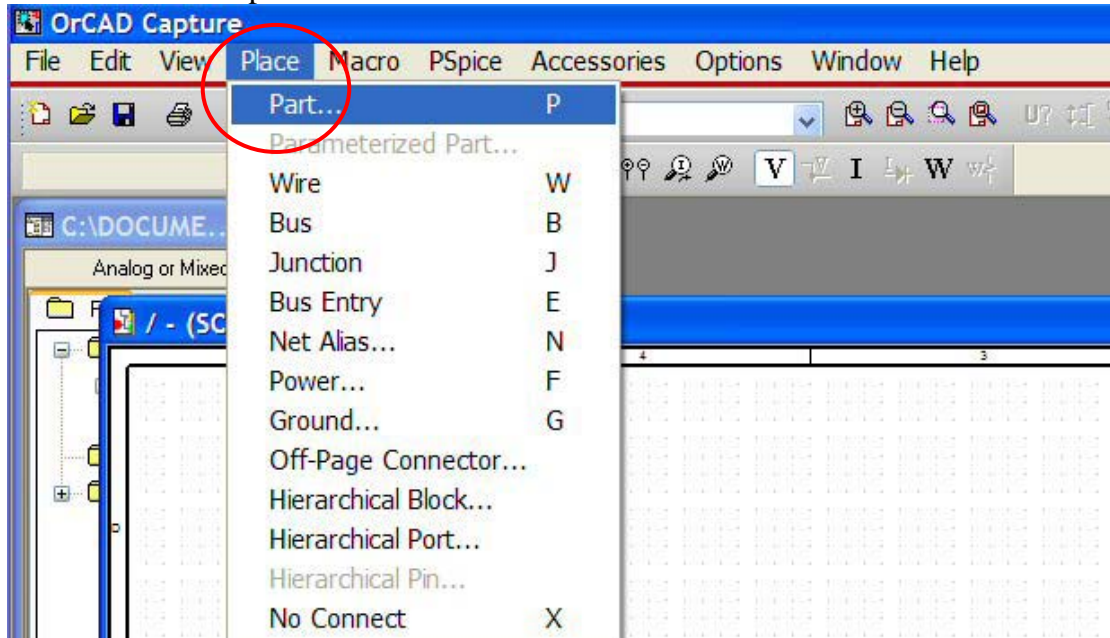 OrCAD Capture
File Edit View Place Macro PSpice Accessories Options Window Help
Part... P
U?
Parameterized Part...
V I W
Wire W
C:\DOCUME...
Bus B
Analog or Mixed
Junction J
Bus Entry E
/ - (SC
Net Alias... N
4 3
Power... F
Ground... G
Off-Page Connector...
Hierarchical Block...
Hierarchical Port...
D
Hierarchical Pin...
No Connect X